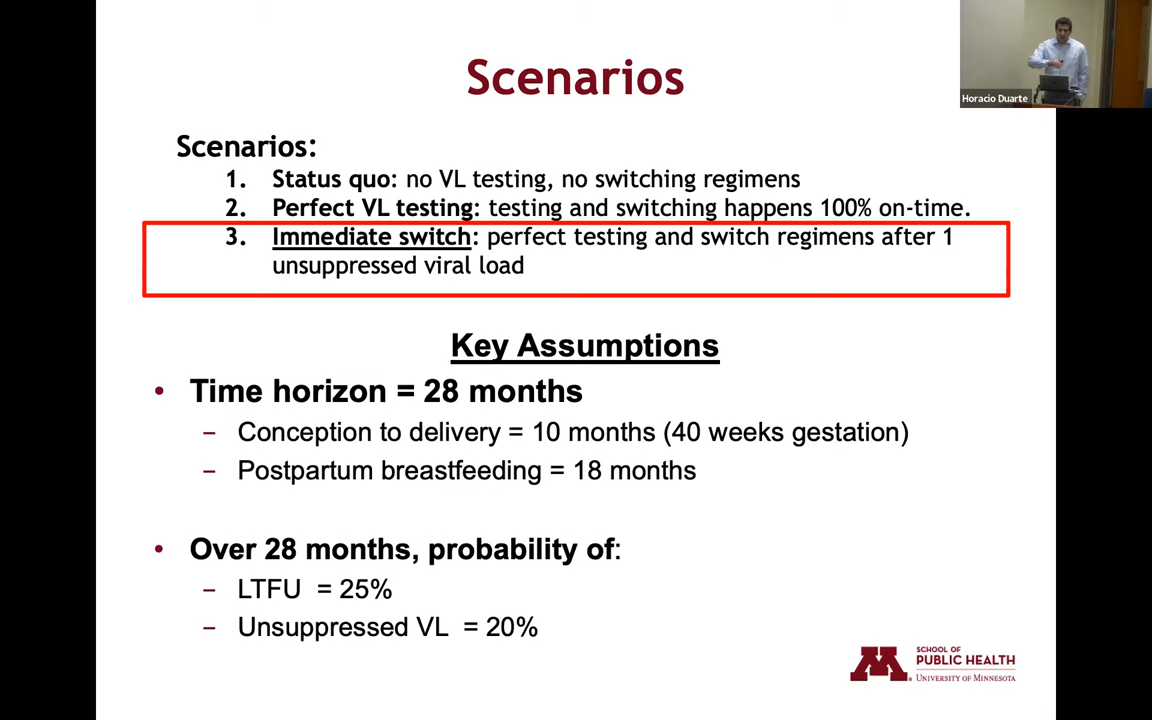 Scenarios
Horacio Duarte
Scenarios:
1. Status quo: no VL testing, no switching regimens
2. Perfect VL testing: testing and switching happens 100% on-time.
3. Immediate switch: perfect testing and switch regimens after 1
unsuppressed viral load
Key Assumptions
• Time horizon = 28 months
– Conception to delivery = 10 months (40 weeks gestation)
– Postpartum breastfeeding = 18 months
• Over 28 months, probability of:
– LTFU = 25%
– Unsuppressed VL = 20%
M
SCHOOL OF
PUBLIC HEALTH
UNIVERSITY OF MINNESOTA